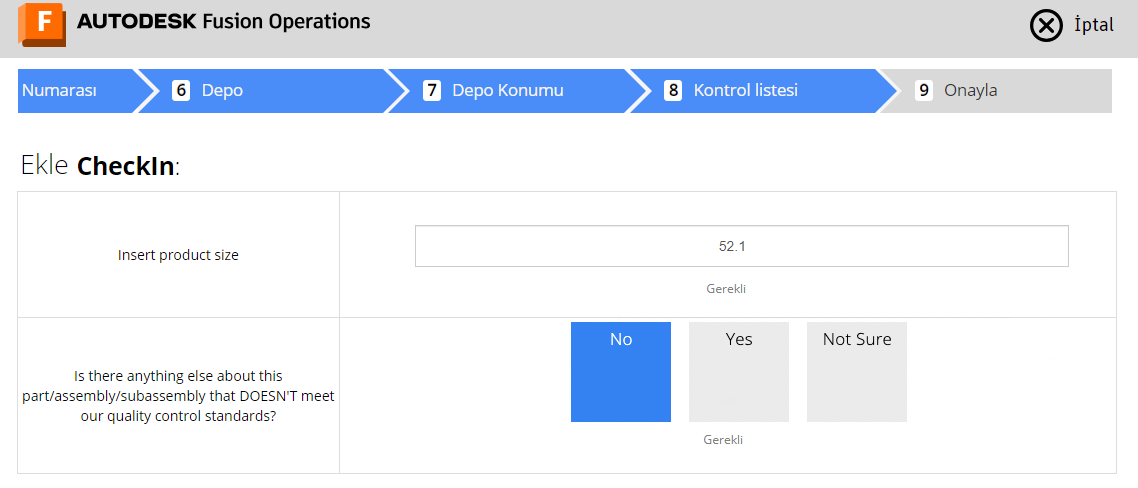 F AUTODESK Fusion Operations
İptal
Numarası 6 Depo 7 Depo Konumu 8 Kontrol listesi 9 Onayla
Ekle CheckIn:
Insert product size
52.1
Gerekli
Is there anything else about this
part/assembly/subassembly that DOESN'T meet
our quality control standards?
No Yes Not Sure
Gerekli